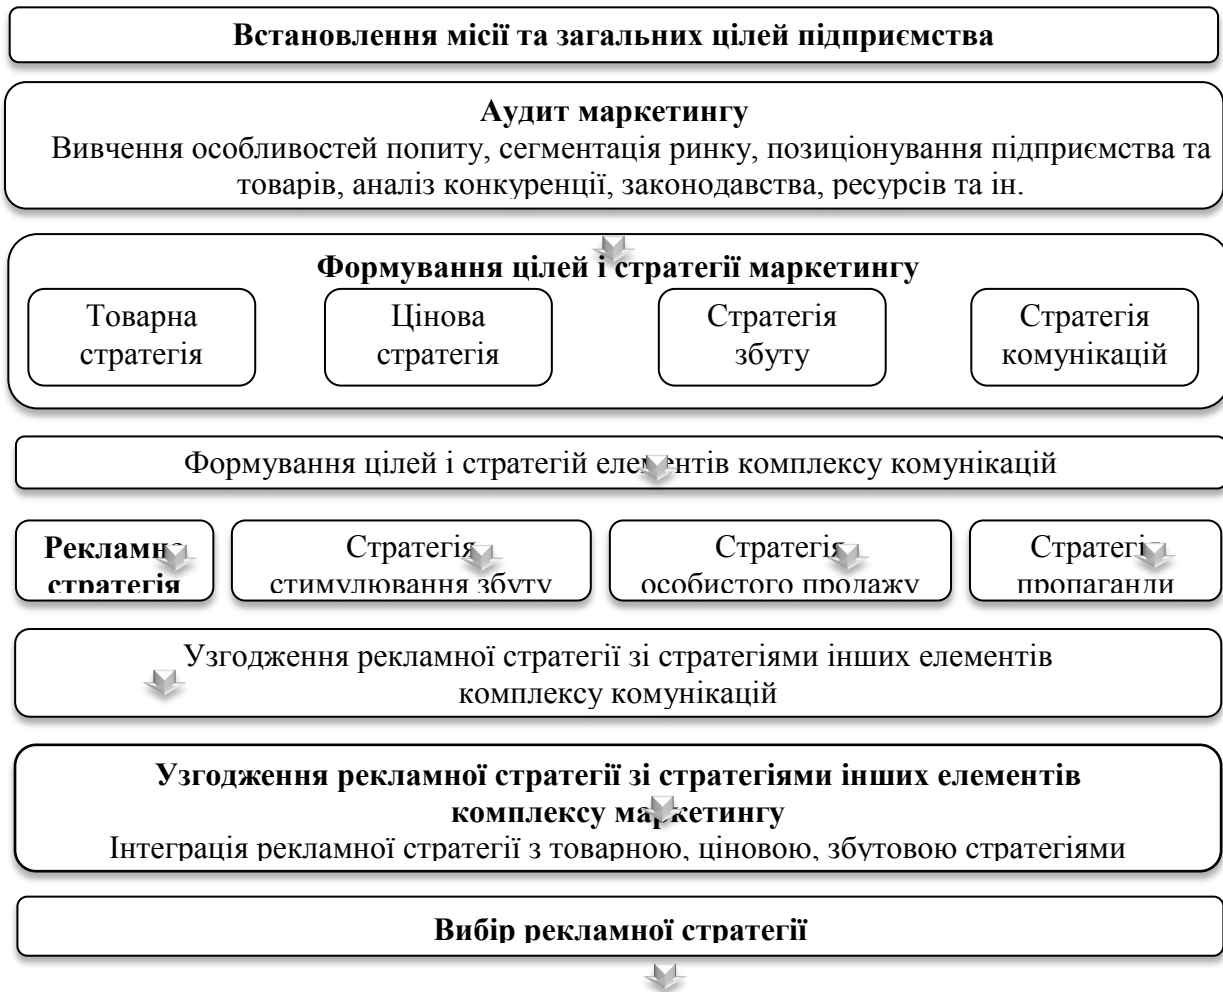 Встановлення місії та загальних цілей підприємства
Аудит маркетингу
Вивчення особливостей попиту, сегментація ринку, позиціонування підприємства та
товарів, аналіз конкуренції, законодавства, ресурсів та ін.
Формування цілей і стратегії маркетингу
Товарна
стратегія
Цінова
стратегія
Стратегія
збуту
Стратегія
комунікацій
Формування цілей і стратегій елементів комплексу комунікацій
Рекламна
стратегія
Стратегія
стимулювання збуту
Стратегія
особистого продажу
Стратегія
пропаганди
Узгодження рекламної стратегії зі стратегіями інших елементів
комплексу комунікацій
Узгодження рекламної стратегії зі стратегіями інших елементів
комплексу маркетингу
Інтеграція рекламної стратегії з товарною, ціновою, збутовою стратегіями
Вибір рекламної стратегії